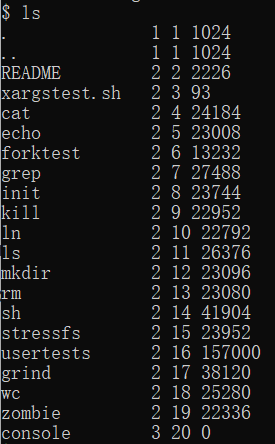 $ ls
. 1 1 1024
.. 1 1 1024
README 2 2 2226
xargstest.sh 2 3 93
cat 2 4 24184
echo 2 5 23008
forktest 2 6 13232
grep 2 7 27488
init 2 8 23744
kill 2 9 22952
ln 2 10 22792
ls 2 11 26376
mkdir 2 12 23096
rm 2 13 23080
sh 2 14 41904
stressfs 2 15 23952
usertests 2 16 157000
grind 2 17 38120
wc 2 18 25280
zombie 2 19 22336
console 3 20 0